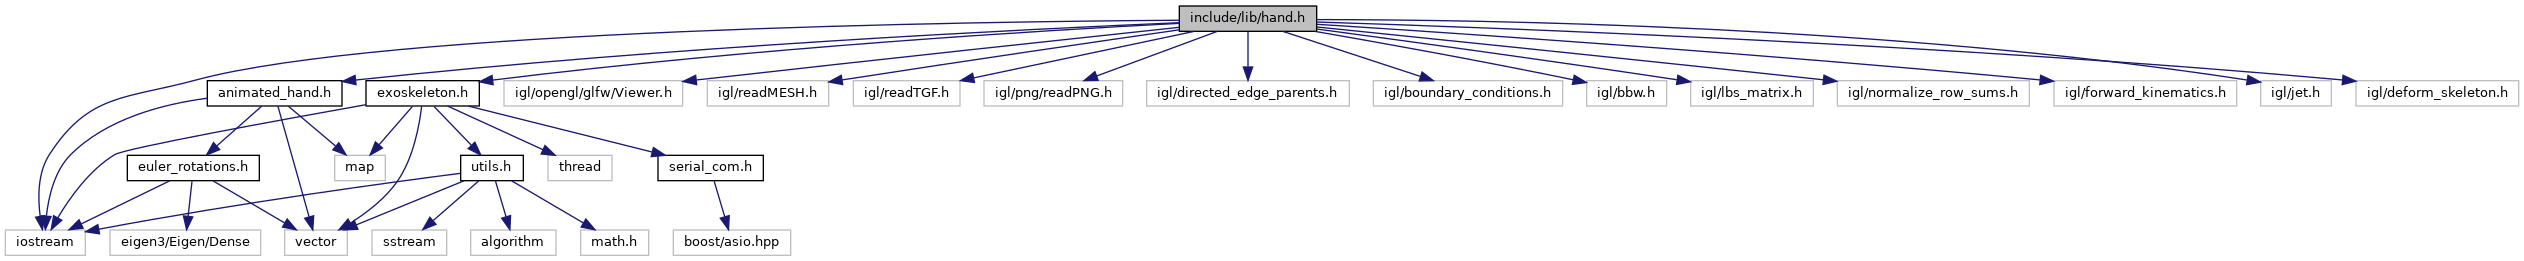 include/lib/hand.h
animated_hand.h
exoskeleton.h
igl/opengl/glfw/Viewer.h
igl/readMESH.h
igl/readTGF.h
igl/png/readPNG.h
igl/directed_edge_parents.h
igl/boundary_conditions.h
igl/bbw.h
igl/lbs_matrix.h
igl/normalize_row_sums.h
igl/forward_kinematics.h
igl/jet.h
igl/deform_skeleton.h
euler_rotations.h
map
utils.h
thread
serial_com.h
iostream
eigen3/Eigen/Dense
vector
sstream
algorithm
math.h
boost/asio.hpp